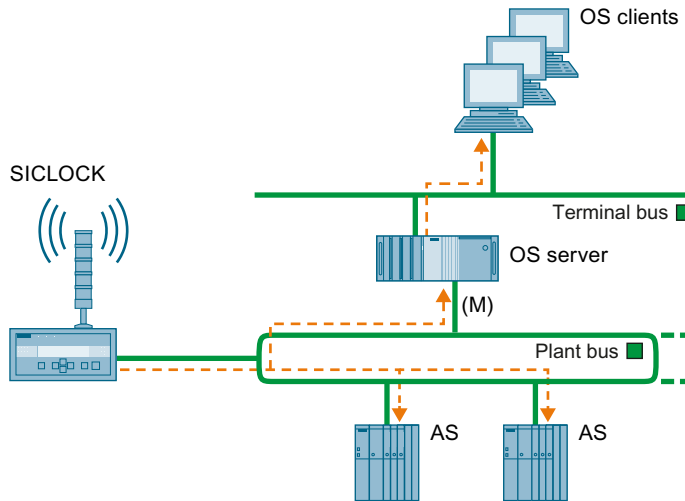 OS clients
SICLOCK
Terminal bus
OS server
(M)
Plant bus
AS
AS